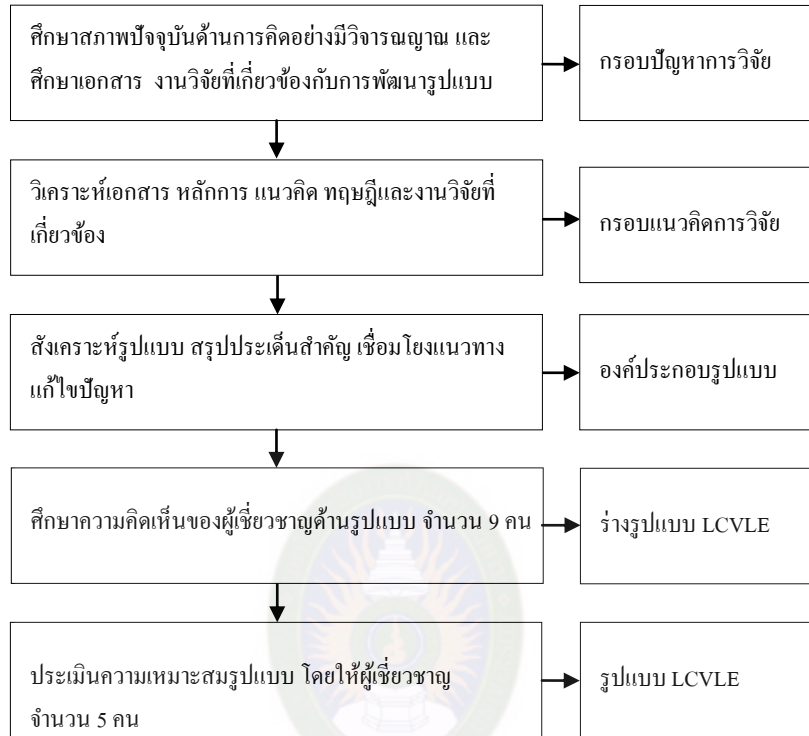 ศึกษาสภาพปัจจุบันด้านการคิดอย่างมีวิจารณญาณ และ
ศึกษาเอกสาร งานวิจัยที่เกี่ยวข้องกับการพัฒนารูปแบบ
กรอบปัญหาการวิจัย
วิเคราะห์เอกสาร หลักการ แนวคิด ทฤษฎีและงานวิจัยที่
เกี่ยวข้อง
กรอบแนวคิดการวิจัย
สังเคราะห์รูปแบบ สรุปประเด็นสำคัญ เชื่อมโยงแนวทาง
แก้ไขปัญหา
องค์ประกอบรูปแบบ
ศึกษาความคิดเห็นของผู้เชี่ยวชาญด้านรูปแบบ จำนวน 9 คน
ร่างรูปแบบ LCVLE
ประเมินความเหมาะสมรูปแบบ โดยให้ผู้เชี่ยวชาญ
จำนวน 5 คน
รูปแบบ LCVLE